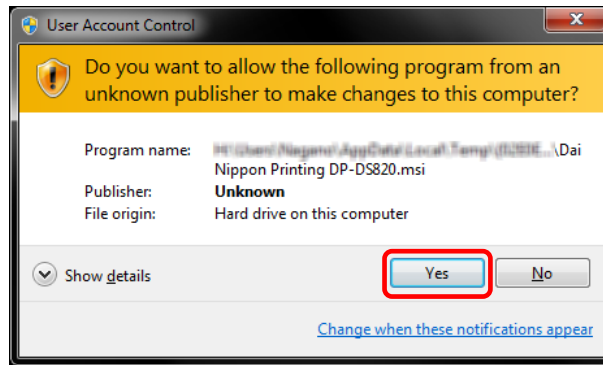 User Account Control
Do you want to allow the following program from an
unknown publisher to make changes to this computer?
Program name: \Dai
Nippon Printing DP-DS820.msi
Publisher: Unknown
File origin: Hard drive on this computer
Show details Yes No
Change when these notifications appear